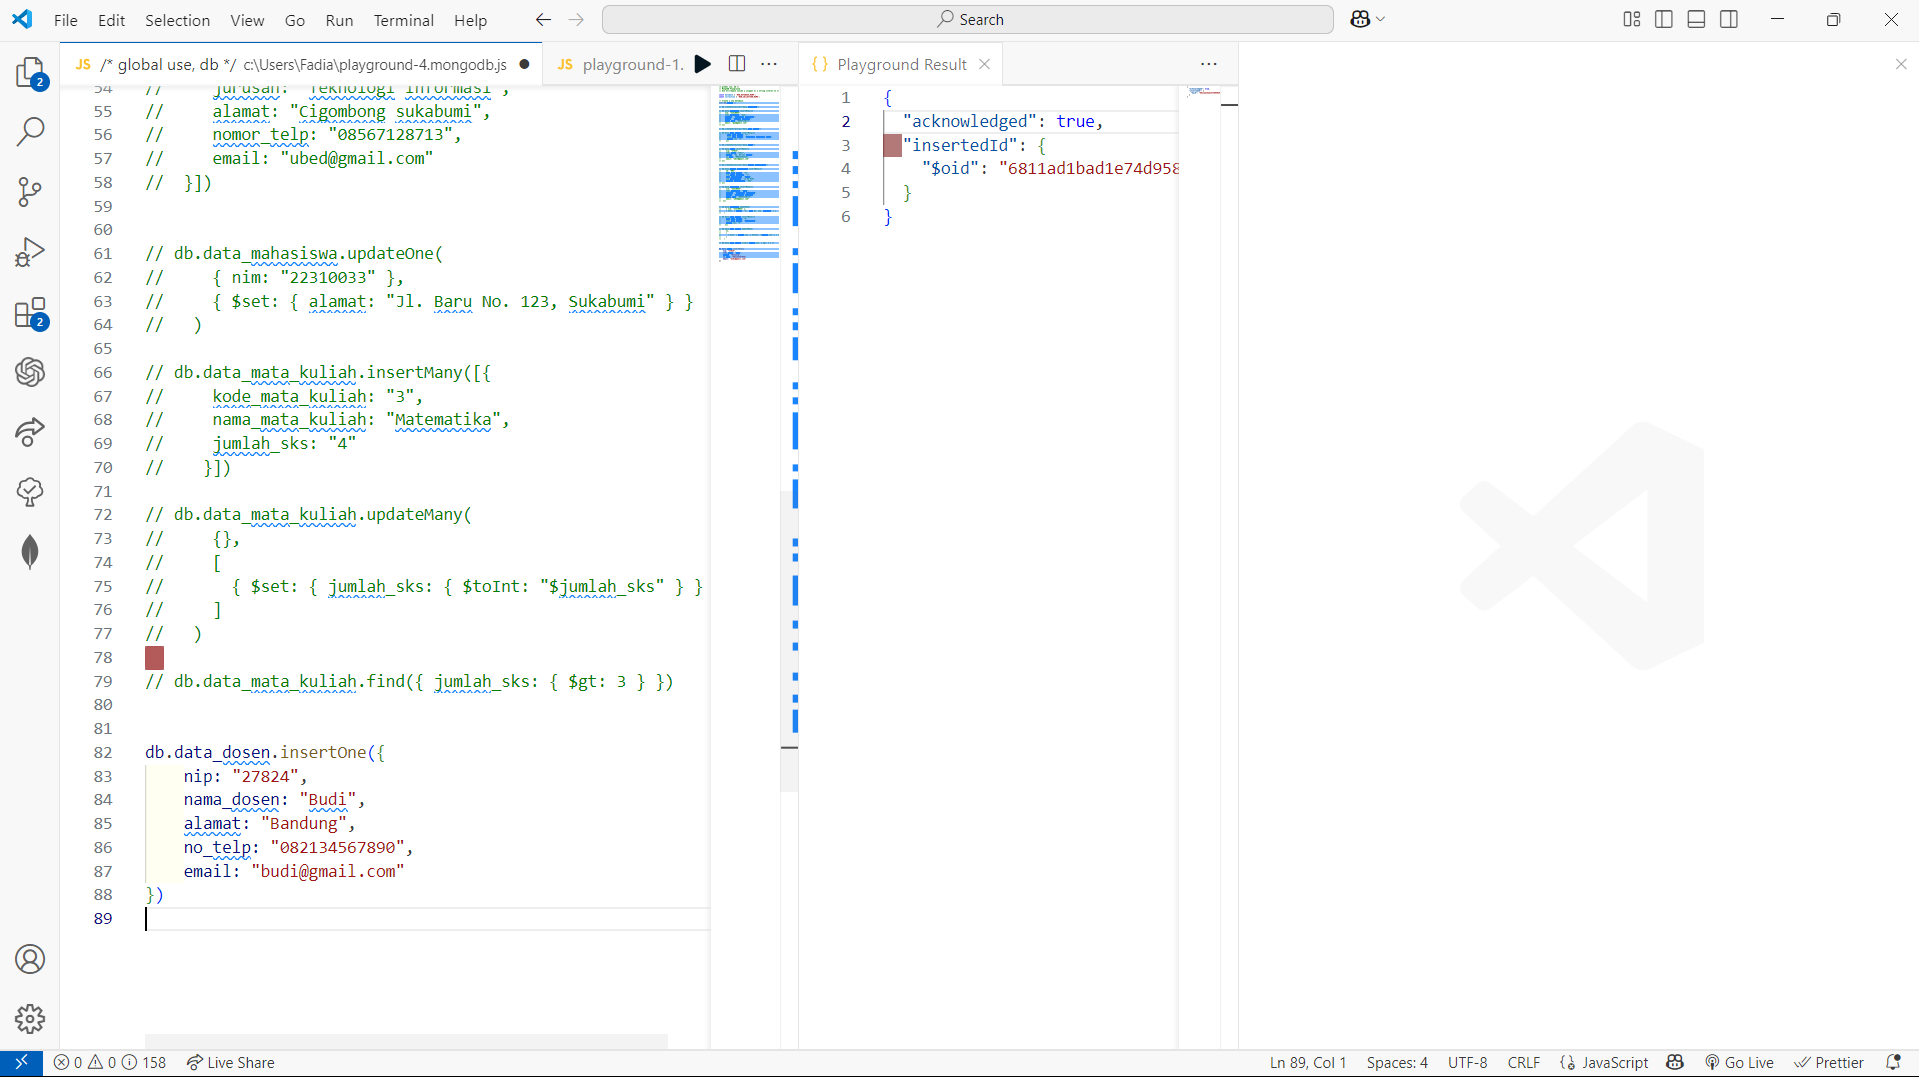 File Edit Selection View Go Run Terminal Help
Search
2
JS /* global use, db */ c:\Users\Fadia\playground-4.mongodb.js
JS playground-1.
54 // jurusan: "Teknologi Informasi",
55 // alamat: "Cigombong sukabumi",
56 // nomor_telp: "08567128713",
57 // email: "ubed@gmail.com"
58 // }])
59
60
61 // db.data_mahasiswa.updateOne(
62 // { nim: "22310033" },
63 // { $set: { alamat: "Jl. Baru No. 123, Sukabumi" } }
64 // )
65
66 // db.data_mata_kuliah.insertMany([{
67 // kode_mata_kuliah: "3",
68 // nama_mata_kuliah: "Matematika",
69 // jumlah_sks: "4"
70 // }])
71
72 // db.data_mata_kuliah.updateMany(
73 // {},
74 // [
75 // { $set: { jumlah_sks: { $toInt: "$jumlah_sks" } }
76 // ]
77 // )
78
79 // db.data_mata_kuliah.find({ jumlah_sks: { $gt: 3 } })
80
81
82 db.data_dosen.insertOne({
83 nip: "27824",
84 nama_dosen: "Budi",
85 alamat: "Bandung",
86 no_telp: "082134567890",
87 email: "budi@gmail.com"
88 })
89
{} Playground Result
1 {
2 "acknowledged": true,
3 "insertedId": {
4 "$oid": "6811ad1bad1e74d958
5 }
6 }
2
0 0 158 Live Share
Ln 89, Col 1 Spaces: 4 UTF-8 CRLF JavaScript Go Live Prettier